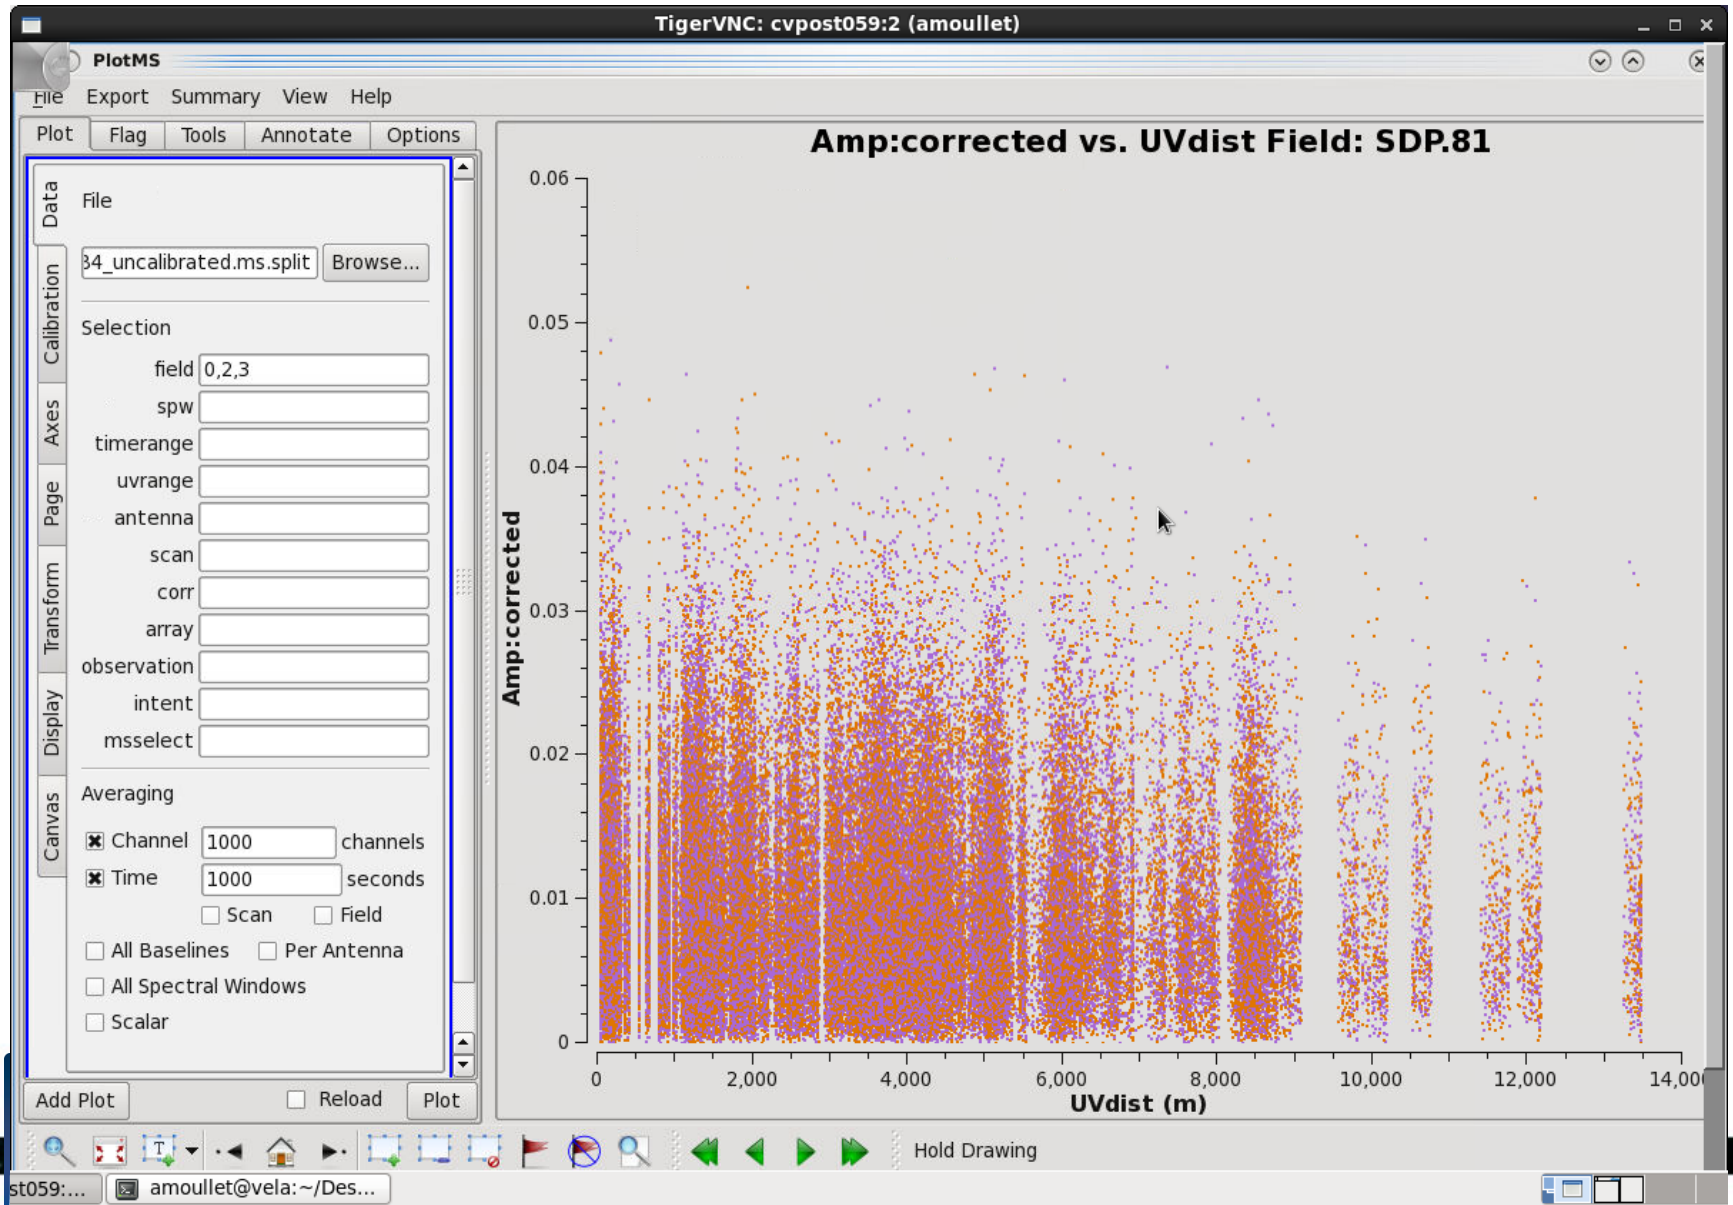 TigerVNC: cvpost059:2 (amoullet)
PlotMS
File Export Summary View Help
Plot Flag Tools Annotate Options
Data
Calibration
Axes
Page
Transform
Display
Canvas
File
34_uncalibrated.ms.split Browse...
Selection
field 0,2,3
spw
timerange
uvrange
antenna
scan
corr
array
observation
intent
msselect
Averaging
Channel 1000 channels
Time 1000 seconds
Scan Field
All Baselines Per Antenna
All Spectral Windows
Scalar
Add Plot Reload Plot
Amp:corrected vs. UVdist Field: SDP.81
Amp:corrected
0.06
0.05
0.04
0.03
0.02
0.01
0
0 2,000 4,000 6,000 8,000 10,000 12,000 14,00
UVdist (m)
T
Hold Drawing
st059:... amoullet@vela:~/Des...